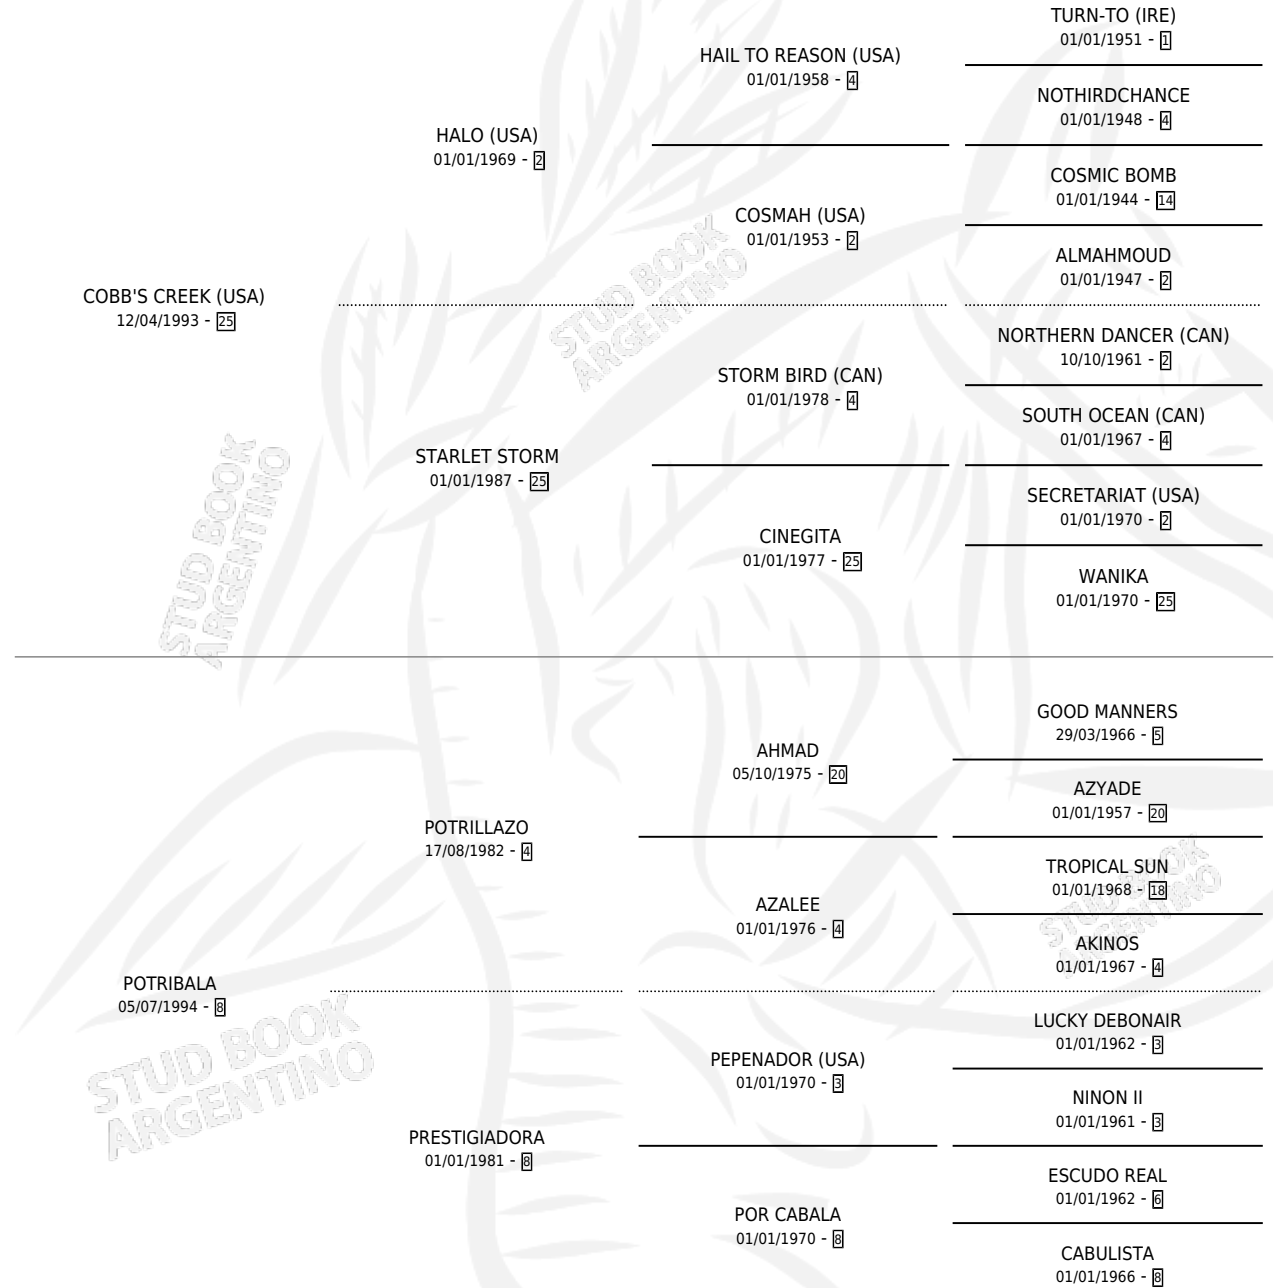 TURN-TO (IRE)
01/01/1951 - 1
HAIL TO REASON (USA)
01/01/1958 - 4
NOTHIRDCHANCE
01/01/1948 - 4
HALO (USA)
01/01/1969 - 2
COSMIC BOMB
01/01/1944 - 14
COSMAH (USA)
01/01/1953 - 2
ALMAHMOUD
01/01/1947 - 2
COBB'S CREEK (USA)
12/04/1993 - 25
NORTHERN DANCER (CAN)
10/10/1961 - 2
STORM BIRD (CAN)
01/01/1978 - 4
SOUTH OCEAN (CAN)
01/01/1967 - 4
STARLET STORM
01/01/1987 - 25
SECRETARIAT (USA)
01/01/1970 - 2
CINEGITA
01/01/1977 - 25
WANIKA
01/01/1970 - 25
GOOD MANNERS
29/03/1966 - 5
AHMAD
05/10/1975 - 20
AZYADE
01/01/1957 - 20
POTRILLAZO
17/08/1982 - 4
TROPICAL SUN
01/01/1968 - 18
AZALEE
01/01/1976 - 4
AKINOS
01/01/1967 - 4
POTRIBALA
05/07/1994 - 8
LUCKY DEBONAIR
01/01/1962 - 3
PEPENADOR (USA)
01/01/1970 - 3
NINON II
01/01/1961 - 3
PRESTIGIADORA
01/01/1981 - 8
ESCUDO REAL
01/01/1962 - 6
POR CABALA
01/01/1970 - 8
CABULISTA
01/01/1966 - 8
STUD BOOK
ARGENTINO
STUD BOOK
ARGENTINO
STUD BOOK
ARGENTINO
STUD BOOK
ARGENTINO